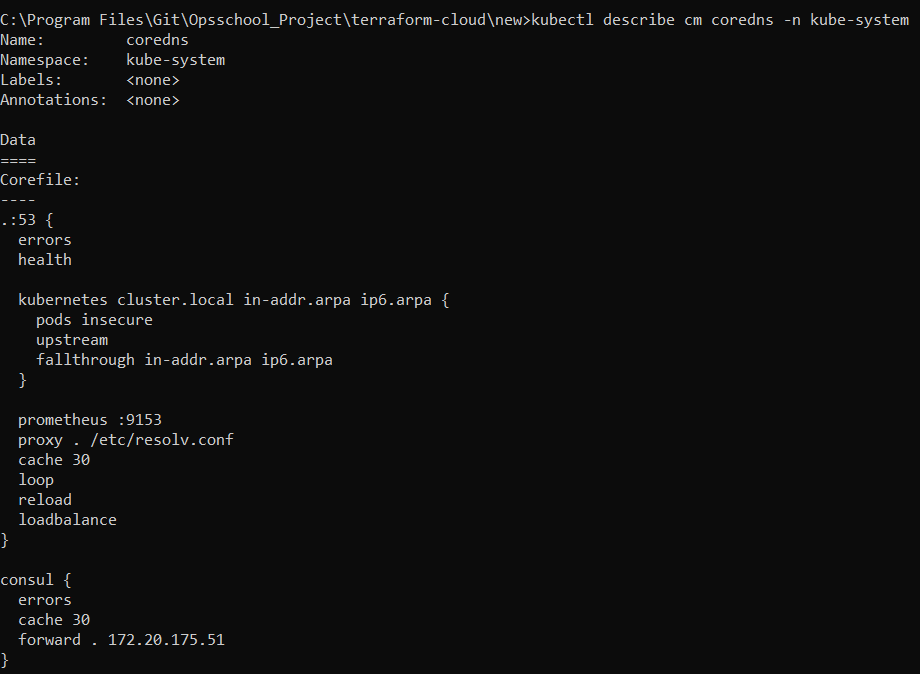 C:\Program Files\Git\Opsschool_Project\terraform-cloud\new>kubectl describe cm coredns -n kube-system
Name:         coredns
Namespace:    kube-system
Labels:       <none>
Annotations:  <none>

Data
====
Corefile:
----
.:53 {
  errors
  health

  kubernetes cluster.local in-addr.arpa ip6.arpa {
    pods insecure
    upstream
    fallthrough in-addr.arpa ip6.arpa
  }

  prometheus :9153
  proxy . /etc/resolv.conf
  cache 30
  loop
  reload
  loadbalance
}

consul {
  errors
  cache 30
  forward . 172.20.175.51
}